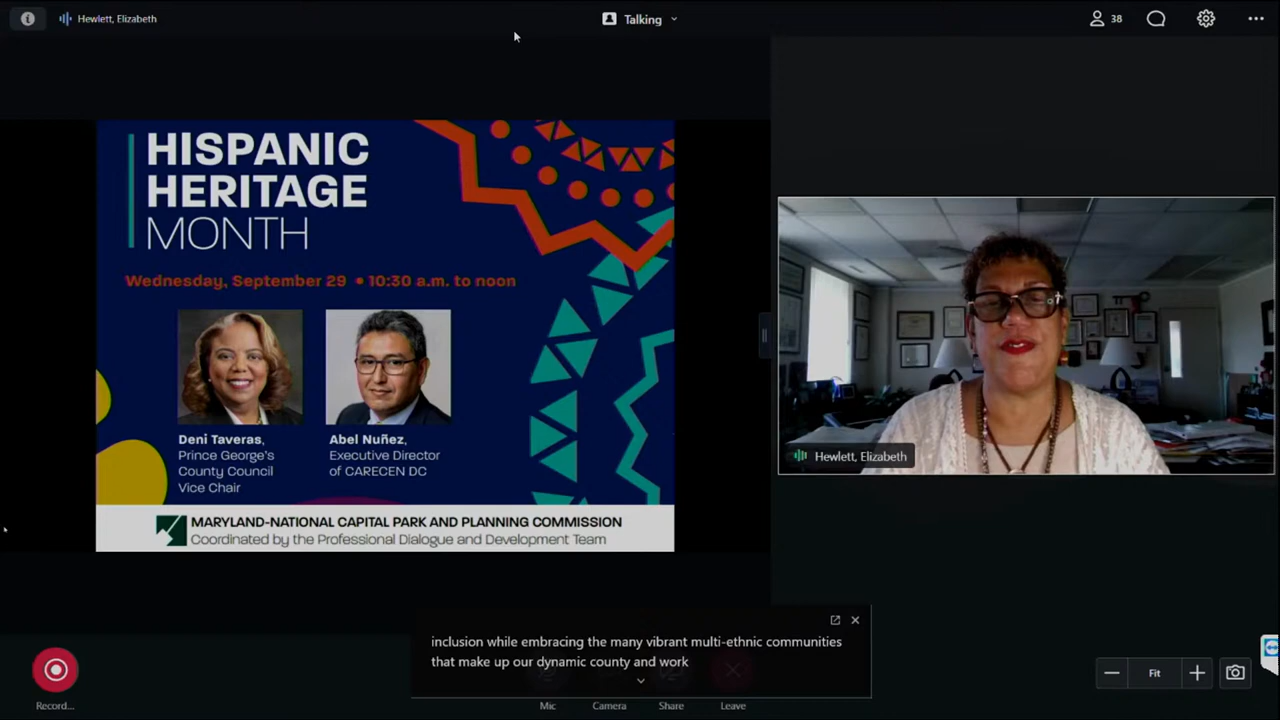 Hewlett, Elizabeth
Talking
38
HISPANIC
HERITAGE
MONTH
Wednesday, September 29 • 10:30 a.m. to noon
Deni Taveras,
Prince George's
County Council
Vice Chair
Abel Nuñez,
Executive Director
of CARECEN DC
MARYLAND-NATIONAL CAPITAL PARK AND PLANNING COMMISSION
Coordinated by the Professional Dialogue and Development Team
Hewlett, Elizabeth
inclusion while embracing the many vibrant multi-ethnic communities
that make up our dynamic county and work
Record...
Mic
Camera
Share
Leave
Fit